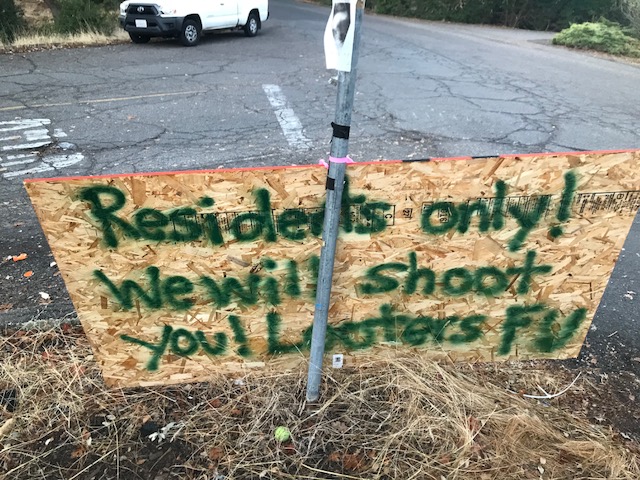 Residents only!
We will shoot
you! Looters FU